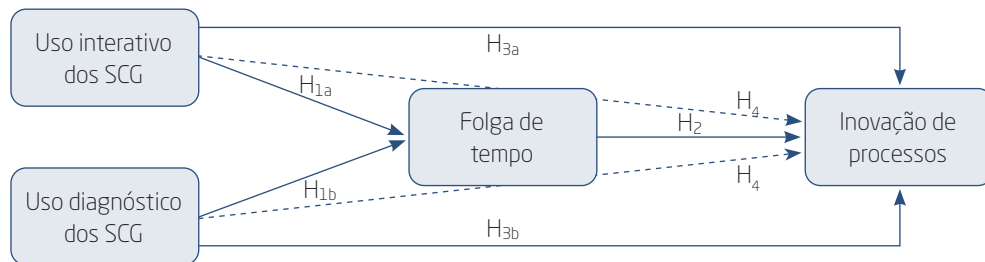 Uso interativo
dos SCG
H3a
H1a
Folga de
tempo
H4
H2
Inovação de
processos
H4
Uso diagnóstico
dos SCG
H1b
H3b